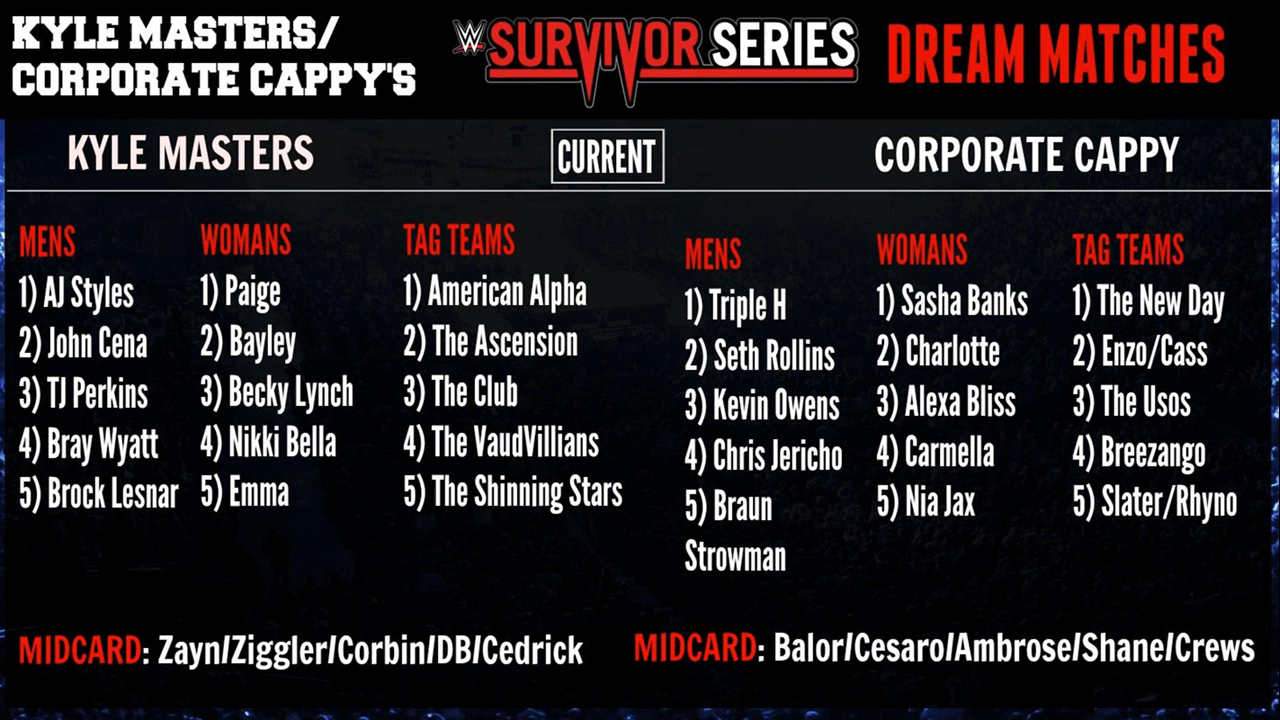 KYLE MASTERS/
CORPORATE CAPPY'S
W SURVIVOR SERIES
DREAM MATCHES
KYLE MASTERS
CURRENT
CORPORATE CAPPY
MENS
1) AJ Styles
2) John Cena
3) TJ Perkins
4) Bray Wyatt
5) Brock Lesnar
WOMANS
1) Paige
2) Bayley
3) Becky Lynch
4) Nikki Bella
5) Emma
TAG TEAMS
1) American Alpha
2) The Ascension
3) The Club
4) The VaudVillians
5) The Shinning Stars
MENS
1) Triple H
2) Seth Rollins
3) Kevin Owens
4) Chris Jericho
5) Braun
Strowman
WOMANS
1) Sasha Banks
2) Charlotte
3) Alexa Bliss
4) Carmella
5) Nia Jax
TAG TEAMS
1) The New Day
2) Enzo/Cass
3) The Usos
4) Breezango
5) Slater/Rhyno
MIDCARD: Zayn/Ziggler/Corbin/DB/Cedrick
MIDCARD: Balor/Cesaro/Ambrose/Shane/Crews